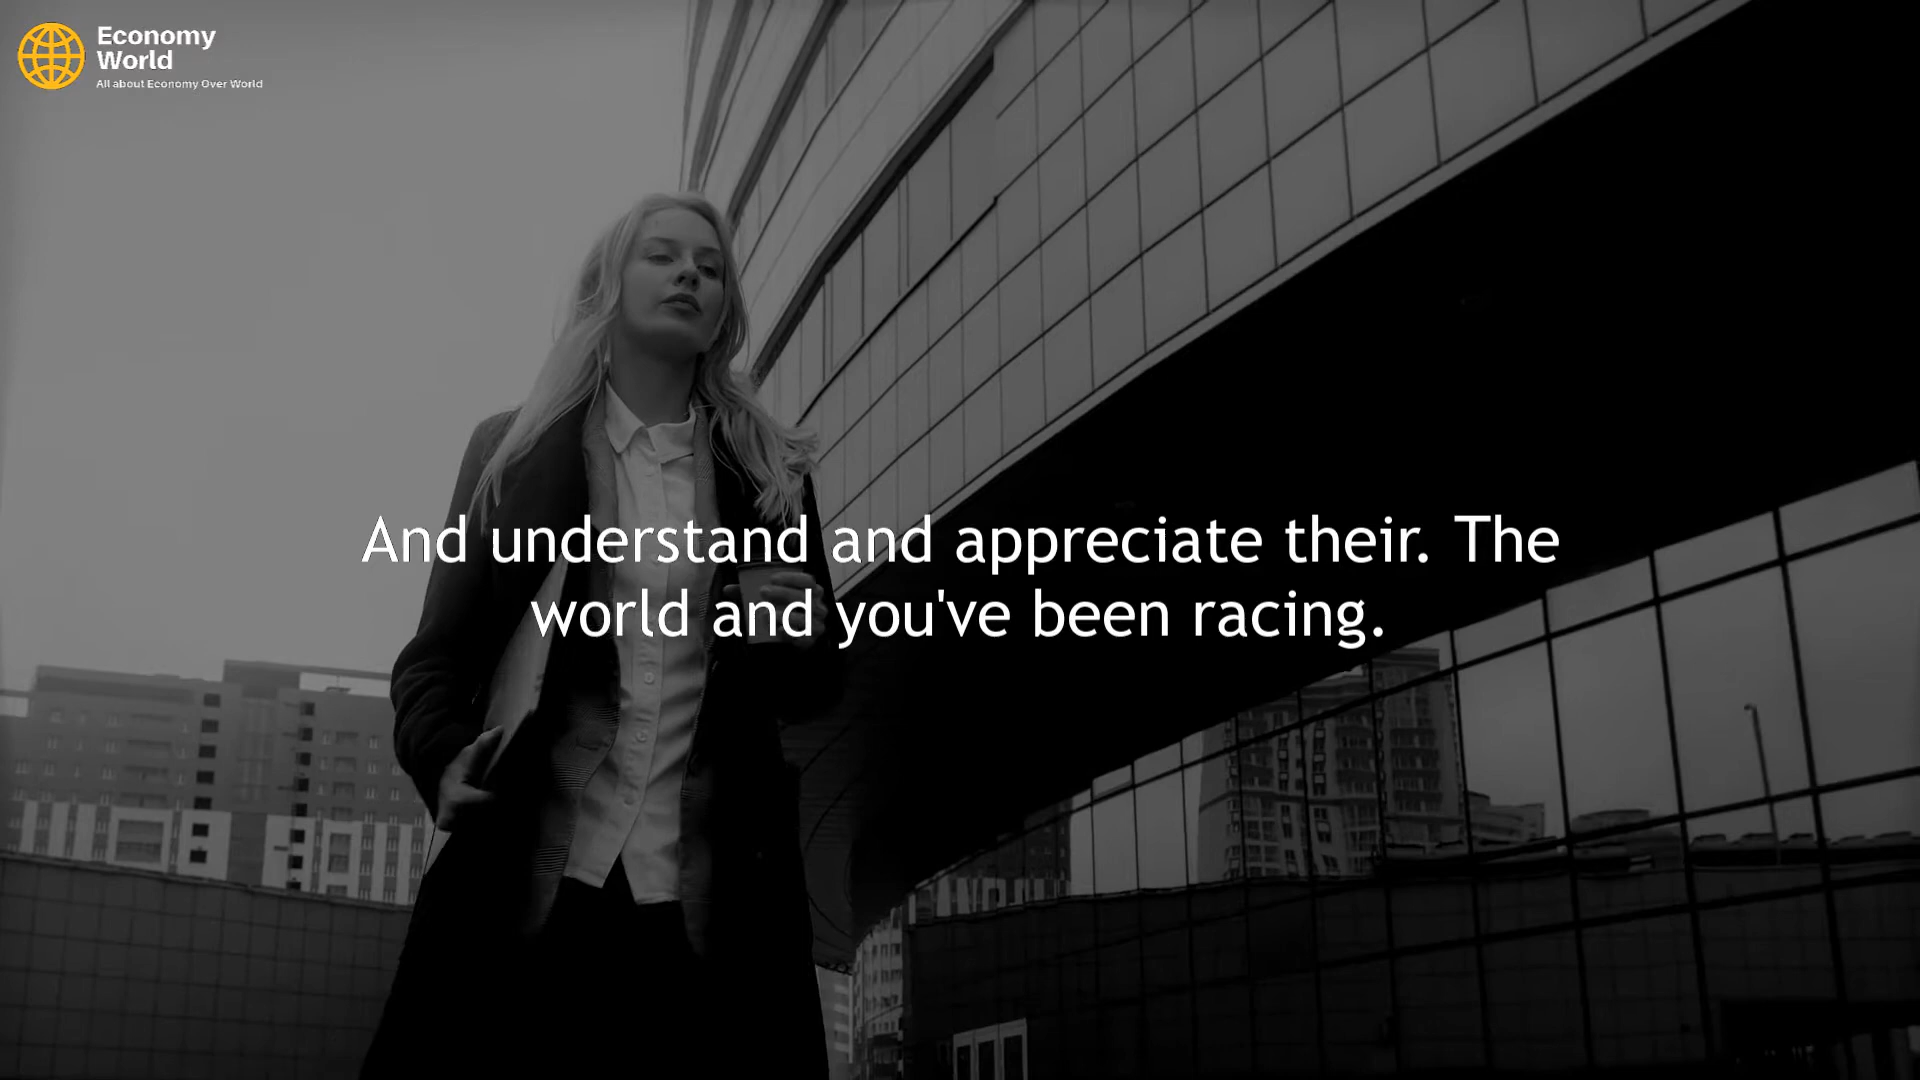 Economy
World
All about Economy Over World
And understand and appreciate their. The
world and you've been racing.